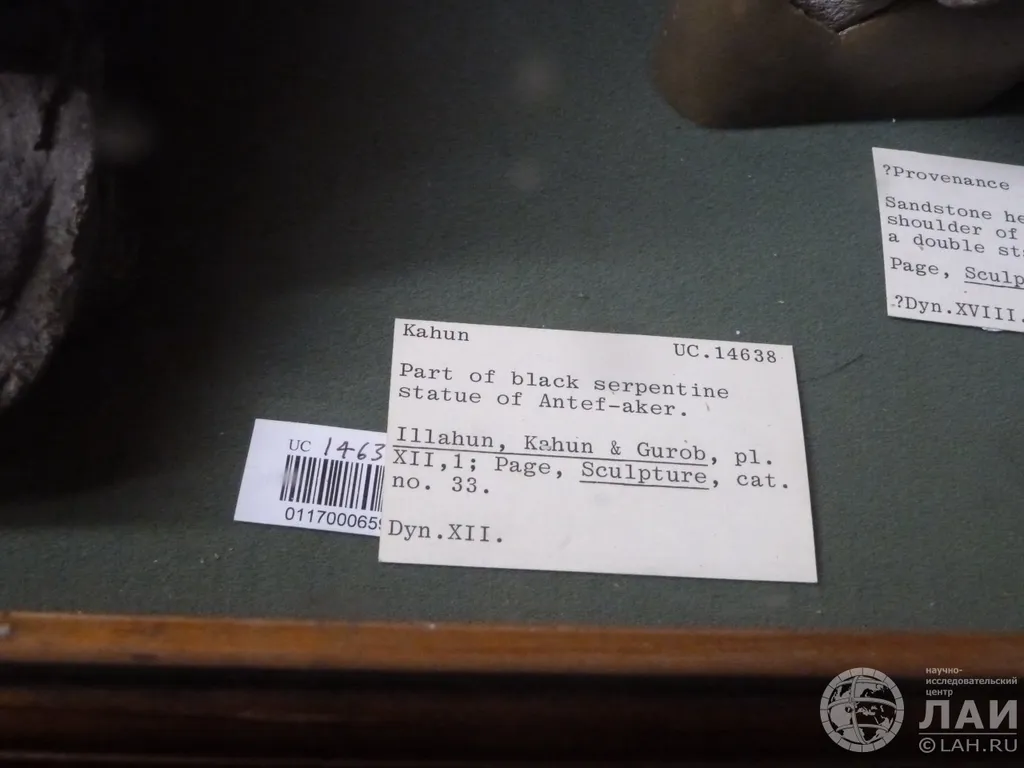 Kahun
UC.14638
Part of black serpentine
statue of Antef-aker.
Illahun, Kahun & Gurob, pl.
XII,1; Page, Sculpture, cat.
no. 33.
Dyn.XII.
UC 1463
011700065
?Provenance
Sandstone he
shoulder of
a double st
Page, Sculp
?Dyn.XVIII.
научно-
исследовательский
центр
ЛАИ
©LAH.RU